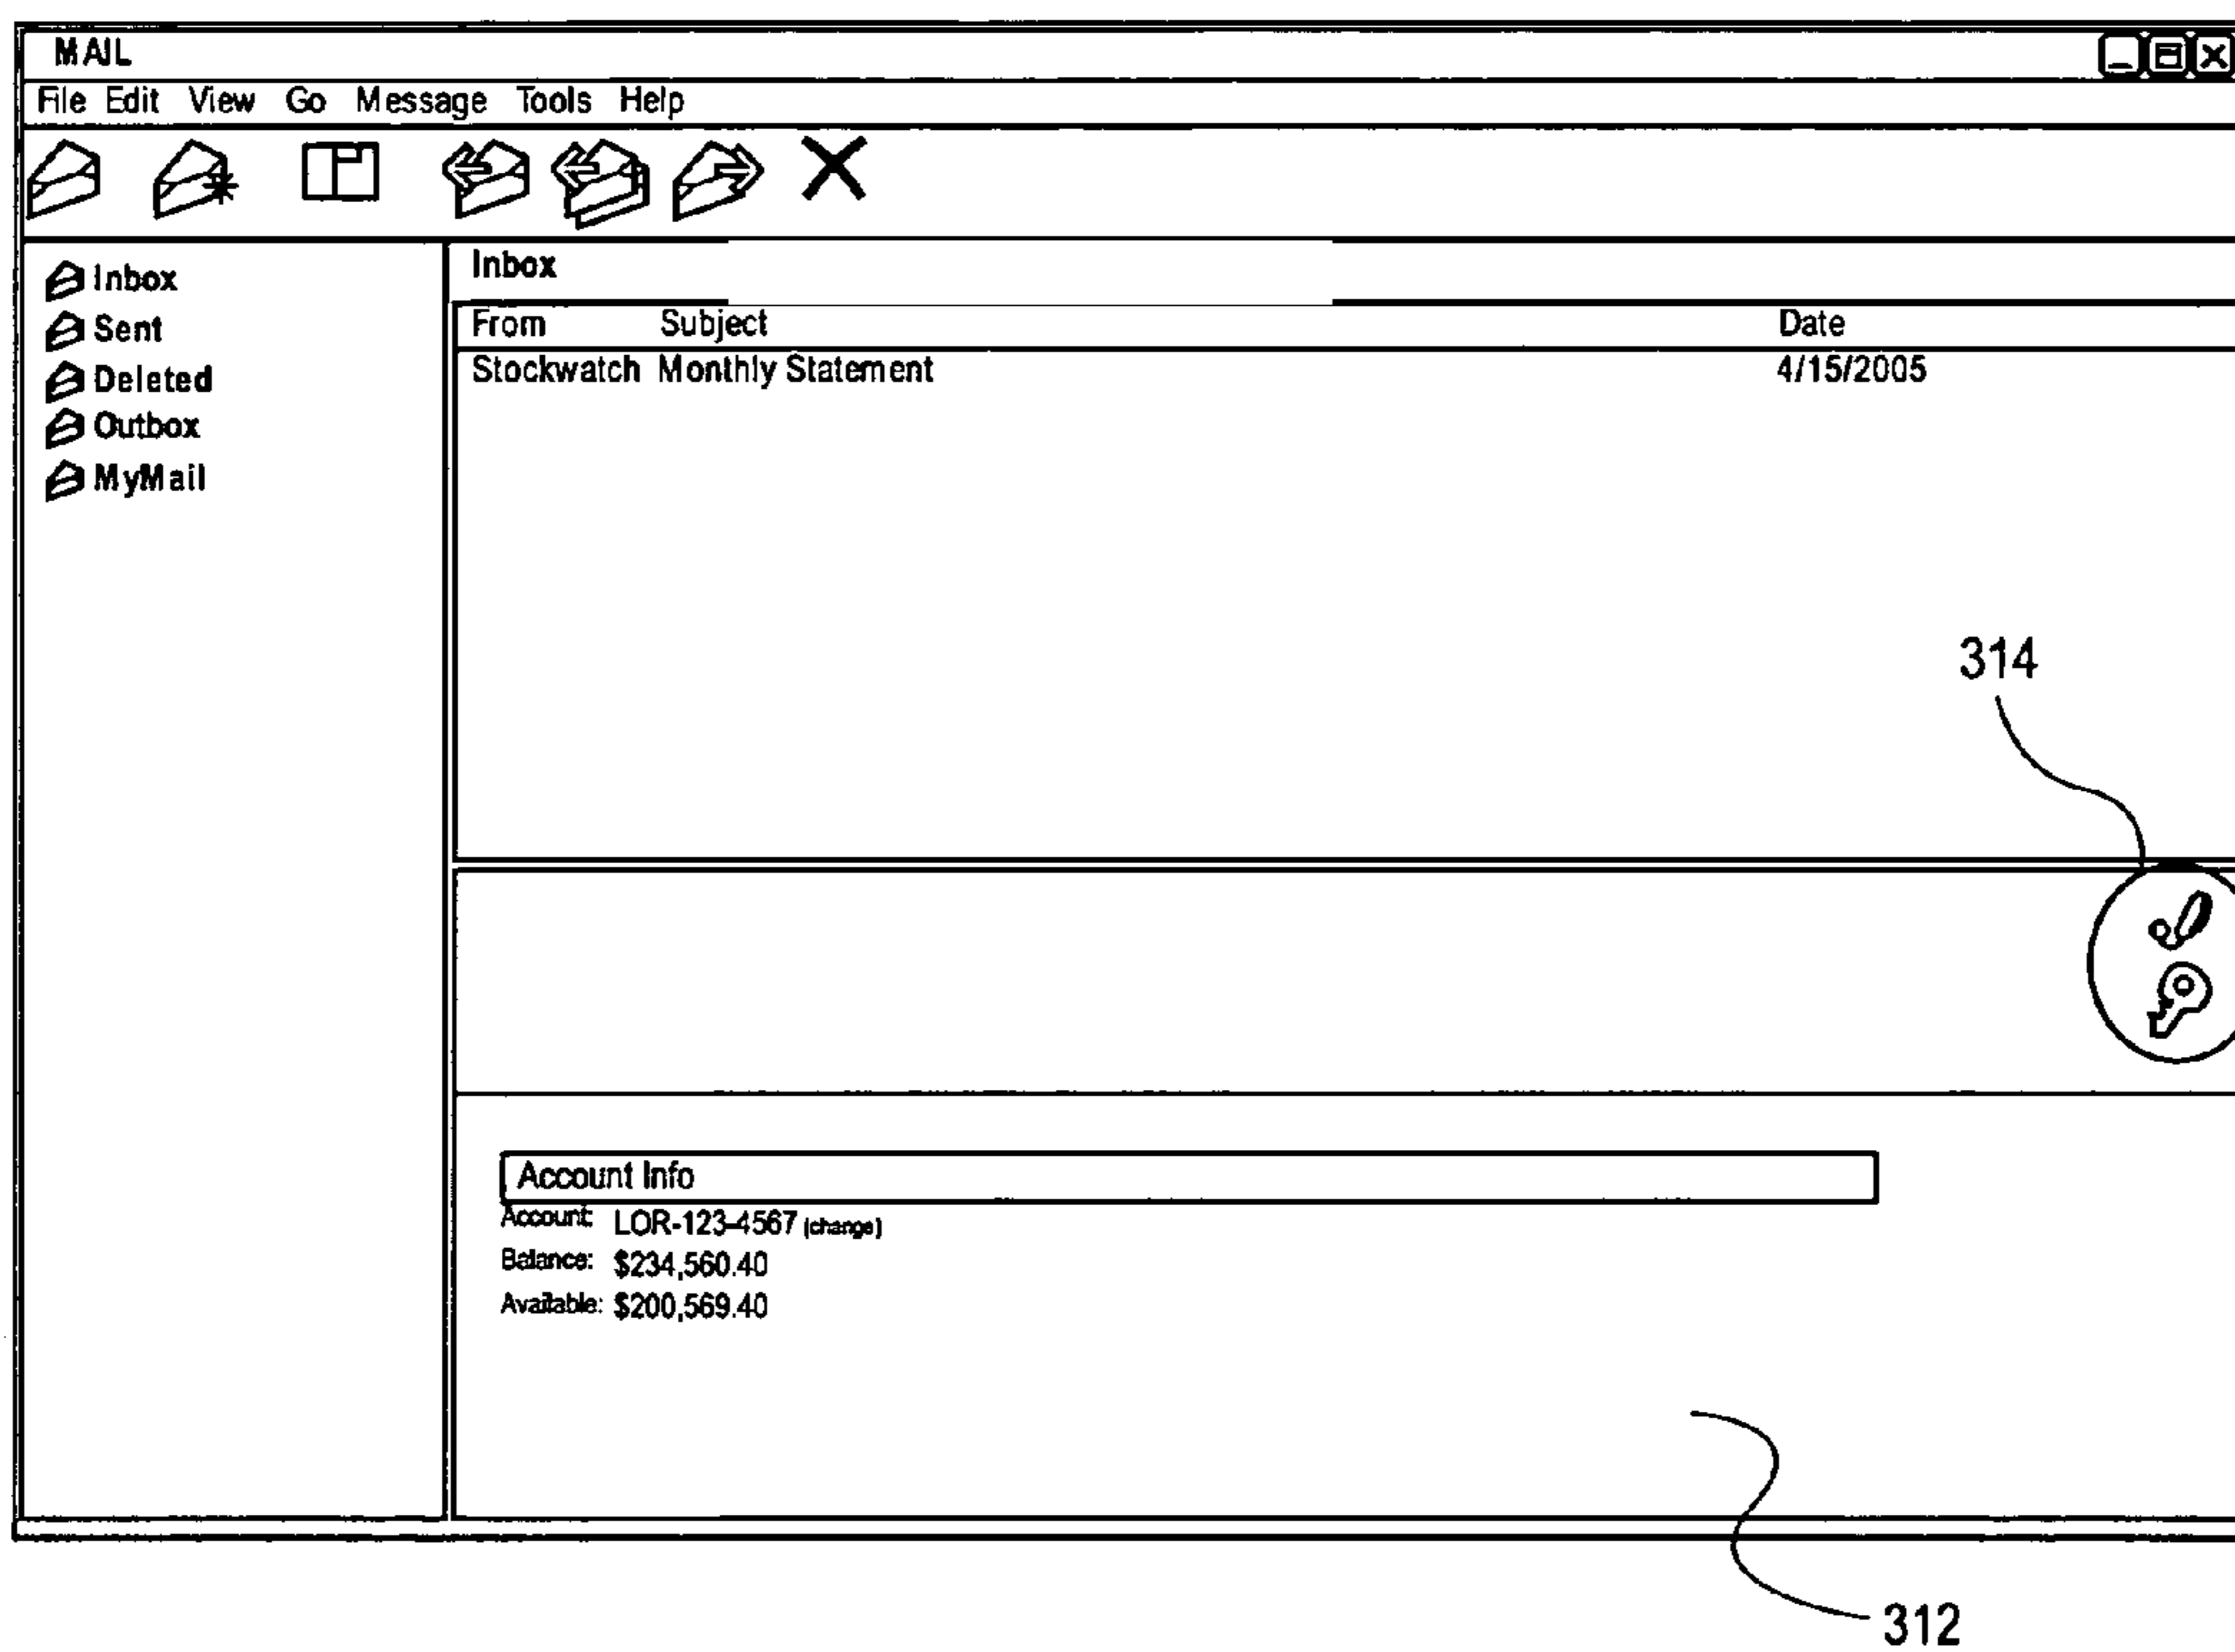 MAIL
File Edit View Go Message Tools Help
Inbox
Sent
Deleted
Outbox
MyMail
Inbox
From Subject Date
Stockwatch Monthly Statement 4/15/2005
314
Account Info
Account: LOR-123-4567 (change)
Balance: $234,560.40
Available: $200,569.40
312